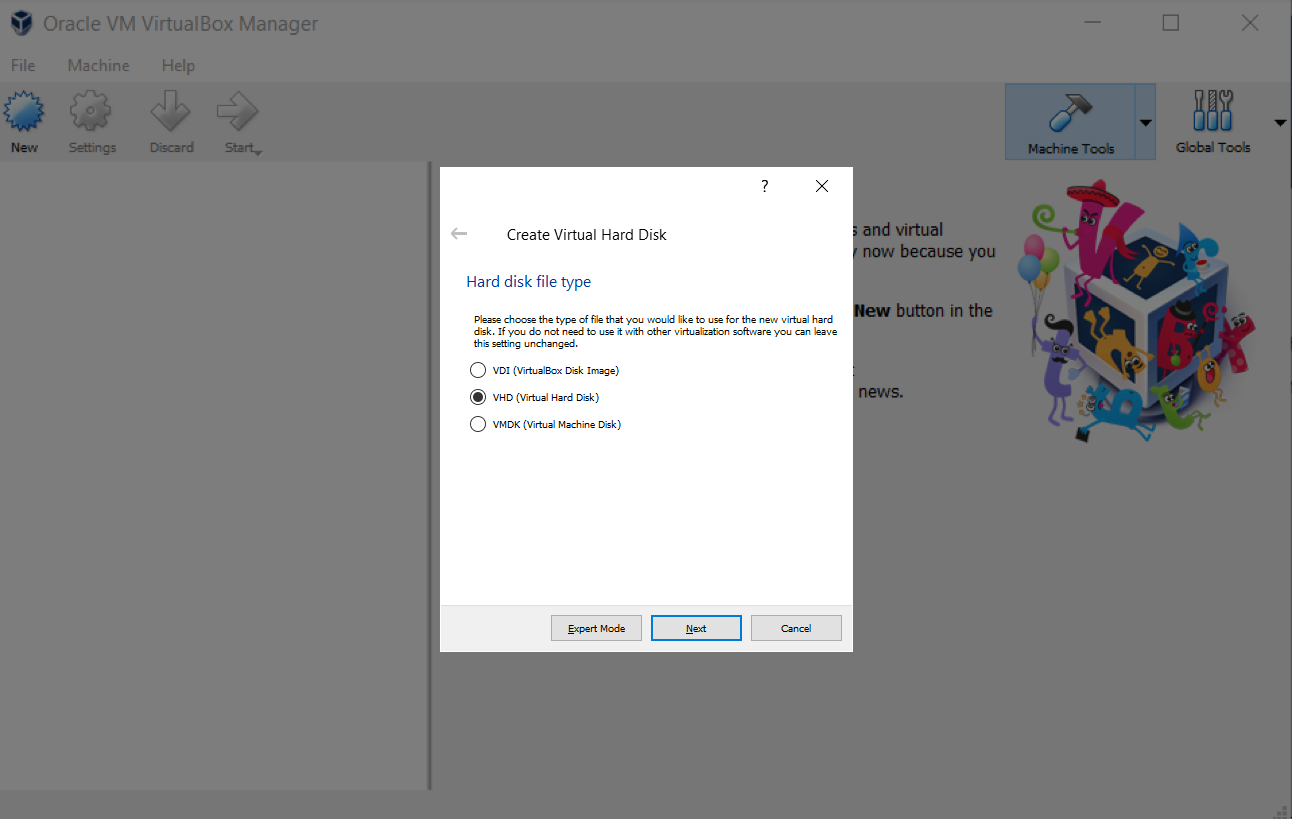 Oracle VM VirtualBox Manager
File Machine Help
New Settings Discard Start
Machine Tools Global Tools
?
Create Virtual Hard Disk
Hard disk file type
Please choose the type of file that you would like to use for the new virtual hard
disk. If you do not need to use it with other virtualization software you can leave
this setting unchanged.
VDI (VirtualBox Disk Image)
VHD (Virtual Hard Disk)
VMDK (Virtual Machine Disk)
Expert Mode Next Cancel
and virtual
now because you
New button in the
news.